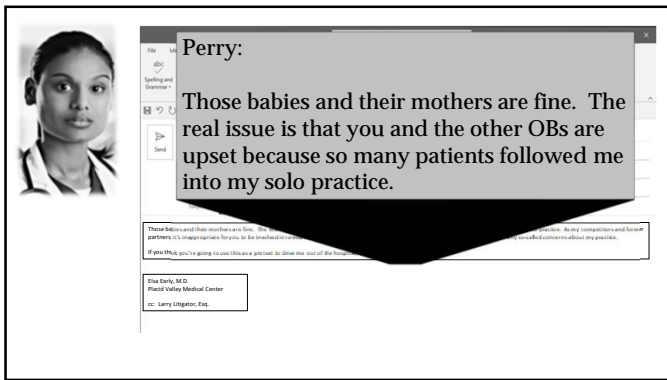 File
abc
Spelling and
Grammar
Send
Perry:
Those babies and their mothers are fine.  The
real issue is that you and the other OBs are
upset because so many patients followed me
into my solo practice.
Those babies and their mothers are fine. The practice. As my competitors and former
partners, it's inappropriate for you to be involved in so-called concerns about my practice.
If you think you're going to use this as a pretext to drive me out of the hospital
Elsa Early, M.D.
Placid Valley Medical Center
cc:  Larry Litigator, Esq.